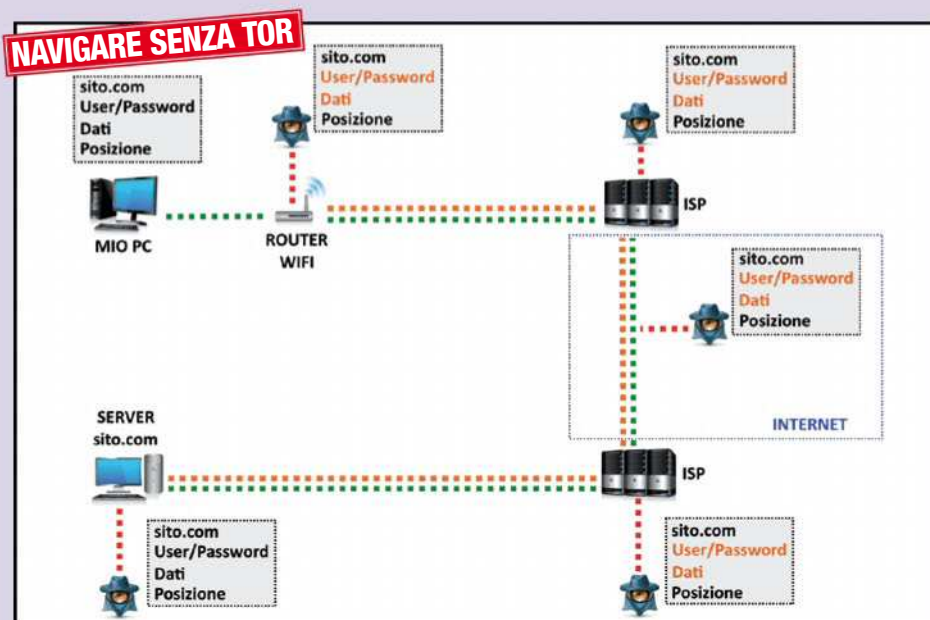 NAVIGARE SENZA TOR
sito.com
User/Password
Dati
Posizione
MIO PC
sito.com
User/Password
Dati
Posizione
ROUTER
WIFI
sito.com
User/Password
Dati
Posizione
ISP
sito.com
User/Password
Dati
Posizione
INTERNET
SERVER
sito.com
sito.com
User/Password
Dati
Posizione
ISP
sito.com
User/Password
Dati
Posizione